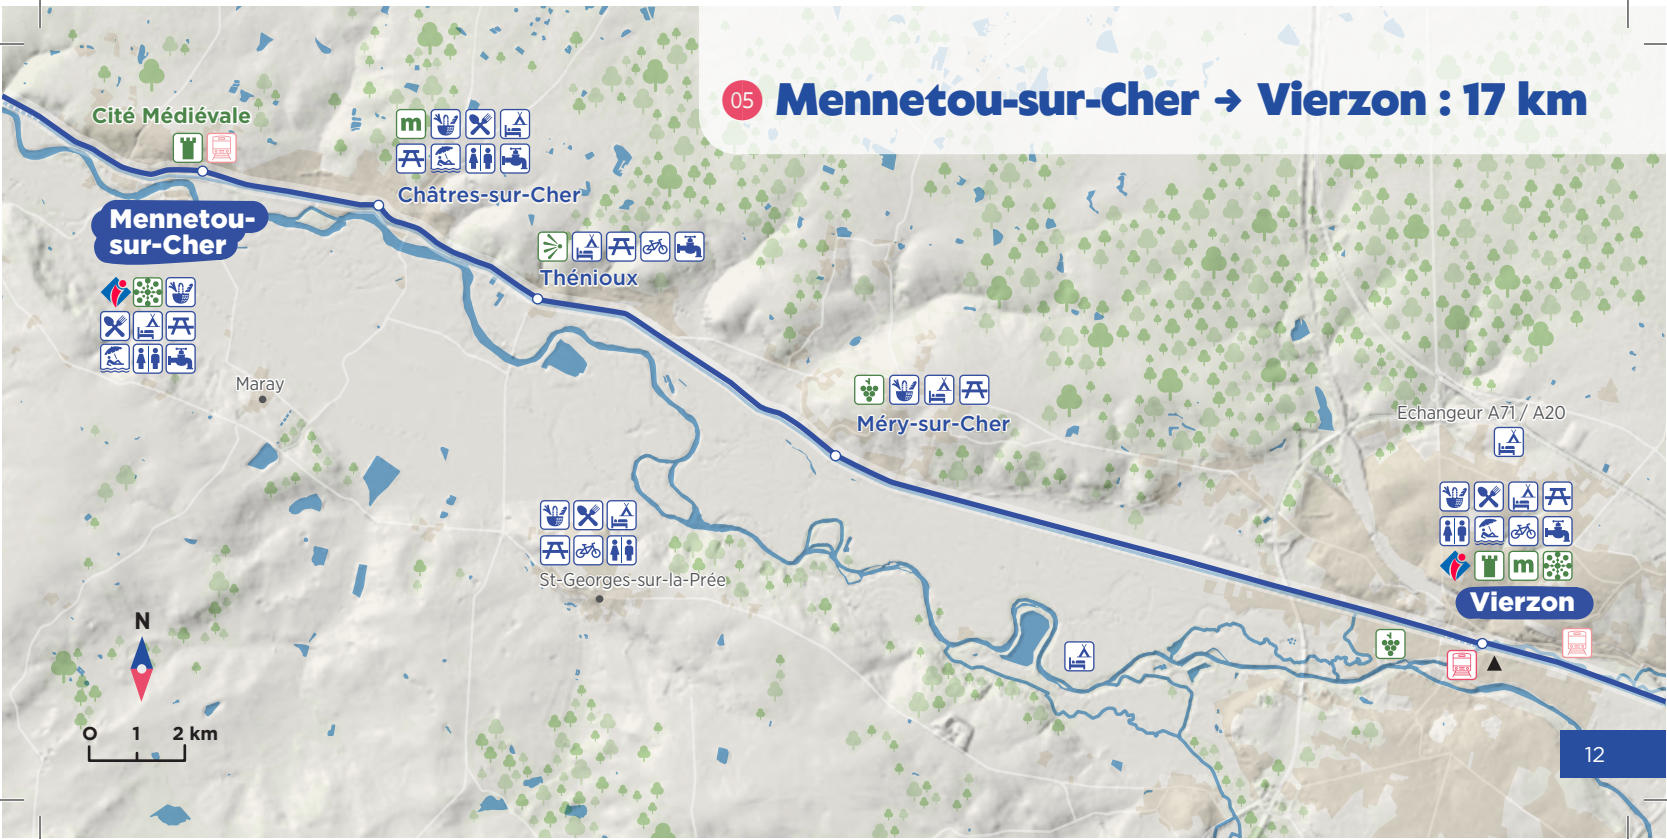 05 Mennetou-sur-Cher → Vierzon : 17 km
Cité Médiévale
m
Châtres-sur-Cher
Mennetou-
sur-Cher
Thénioux
Maray
Méry-sur-Cher
Echangeur A71 / A20
St-Georges-sur-la-Prée
m
Vierzon
N
0 1 2 km
12